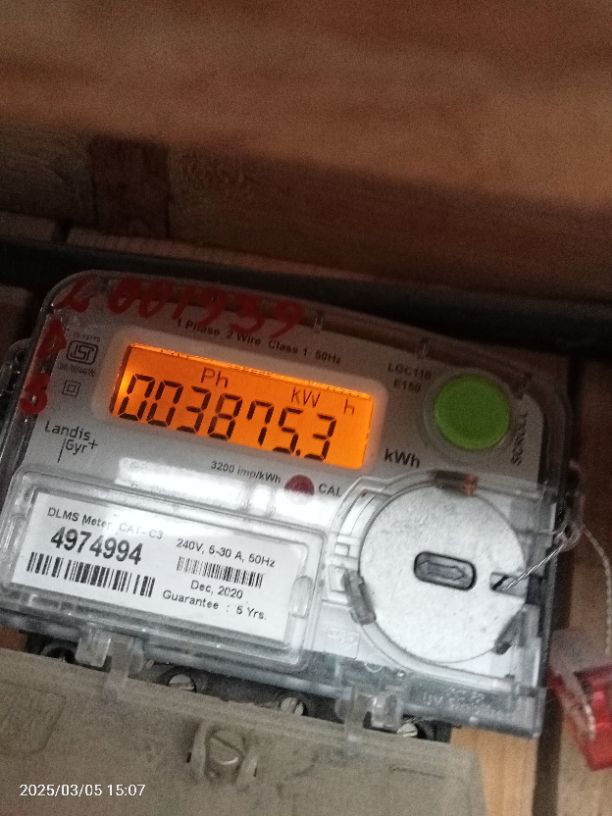 L 001939
1 Phase 2 Wire Class 1 50Hz
LGC118
E150
Ph kW h
003875.3
SCROLL
kWh
Landis
Gyr+
3200 imp/kWh
CAL
DLMS Meter, CAT- C3
4974994
240V, 5-30 A, 50Hz
Dec, 2020
Guarantee : 5 Yrs.
2025/03/05 15:07